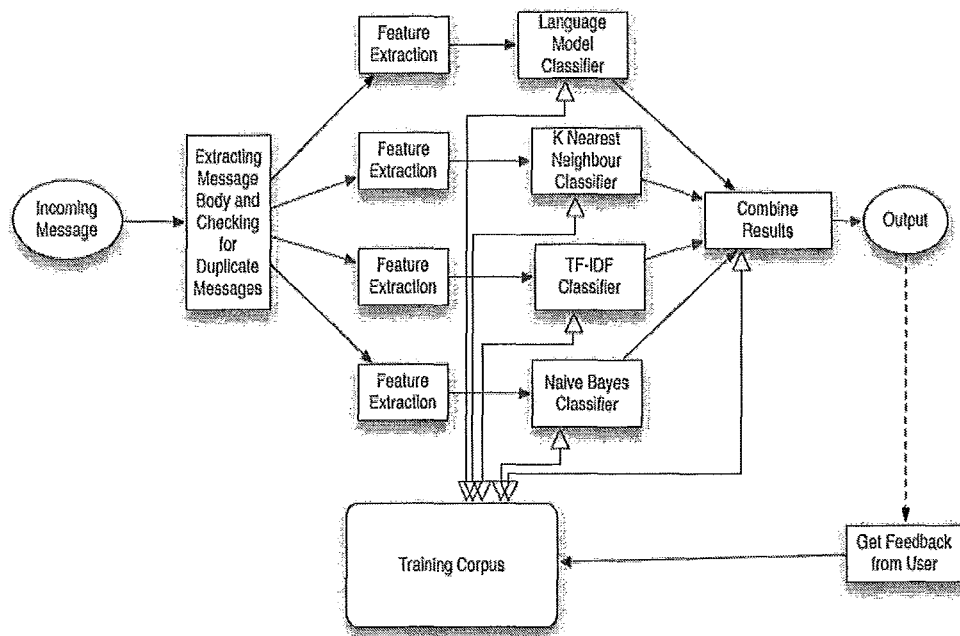 Feature
Extraction
Language
Model
Classifier
Feature
Extraction
K Nearest
Neighbour
Classifier
Incoming
Message
Extracting
Message
Body and
Checking
for
Duplicate
Messages
Combine
Results
Output
Feature
Extraction
TF-IDF
Classifier
Feature
Extraction
Naive Bayes
Classifier
Training Corpus
Get Feedback
from User